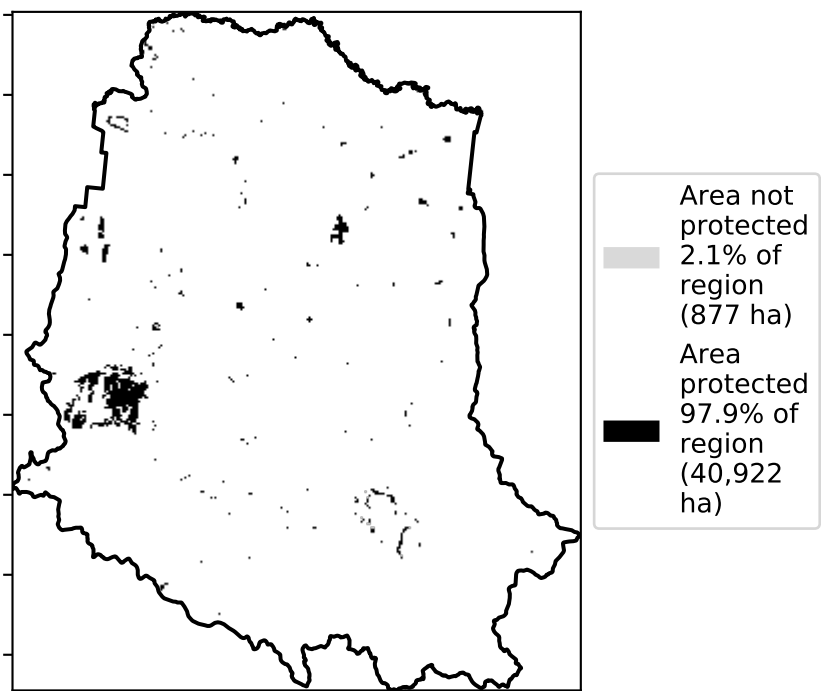 Area not
protected
2.1% of
region
(877 ha)
Area
protected
97.9% of
region
(40,922
ha)